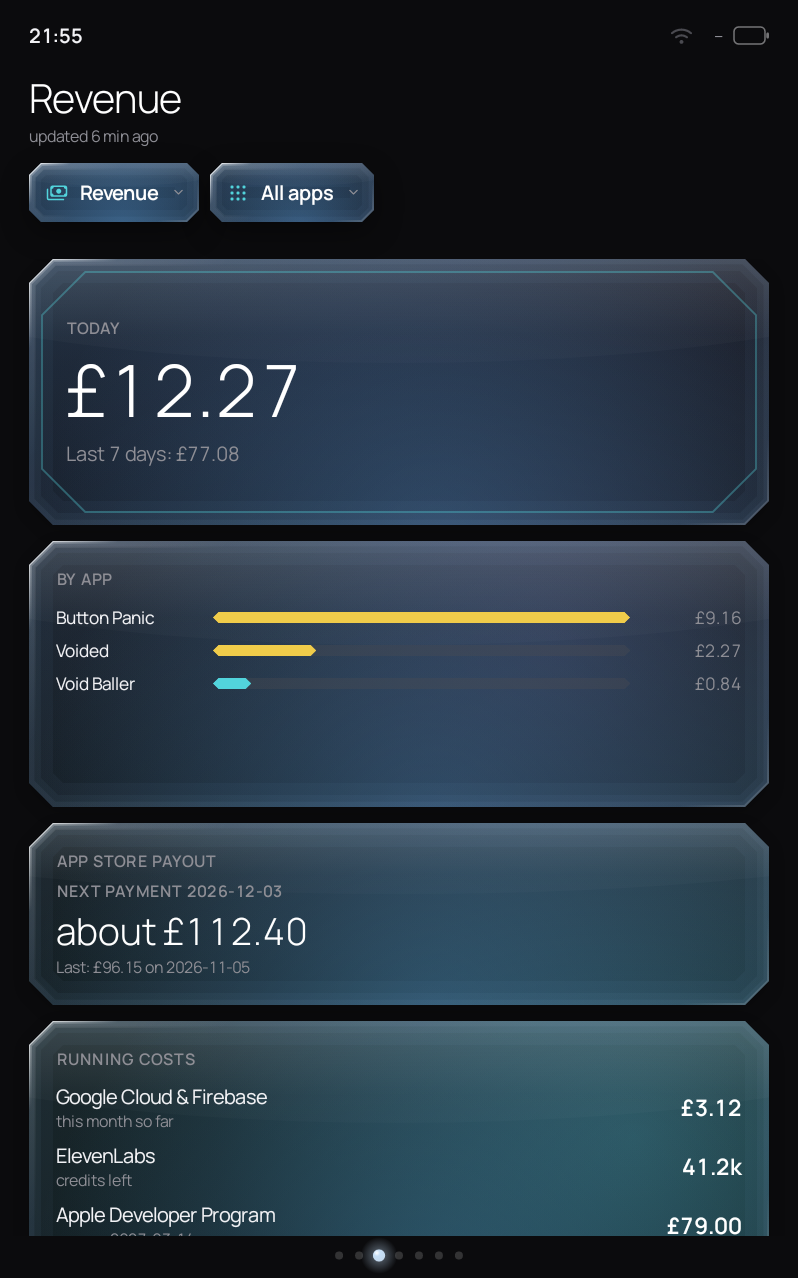 21:55
–
Revenue
updated 6 min ago
Revenue
All apps
TODAY
£12.27
Last 7 days: £77.08
BY APP
Button Panic £9.16
Voided £2.27
Void Baller £0.84
APP STORE PAYOUT
NEXT PAYMENT 2026-12-03
about £112.40
Last: £96.15 on 2026-11-05
RUNNING COSTS
Google Cloud & Firebase £3.12
this month so far
ElevenLabs 41.2k
credits left
Apple Developer Program £79.00